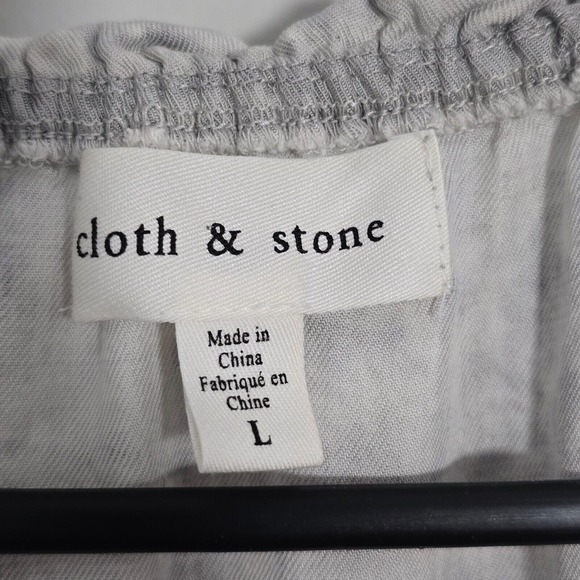 cloth & stone
Made in
China
Fabriqué en
Chine
L